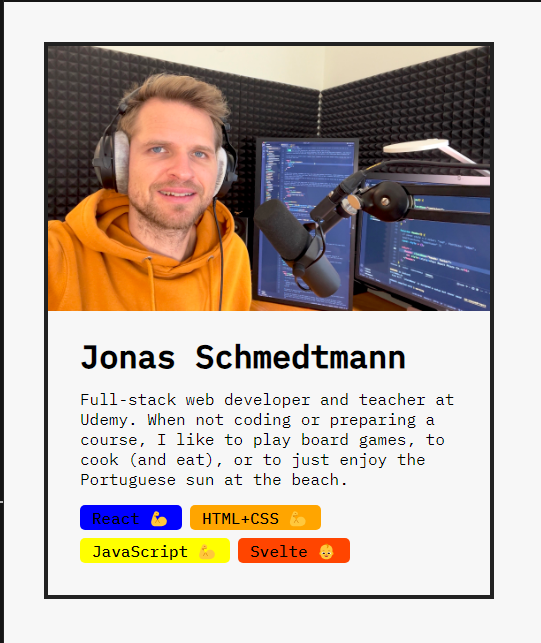 Jonas Schmedtmann
Full-stack web developer and teacher at
Udemy. When not coding or preparing a
course, I like to play board games, to
cook (and eat), or to just enjoy the
Portuguese sun at the beach.
React 💪 HTML+CSS 💪
JavaScript 💪 Svelte 👶